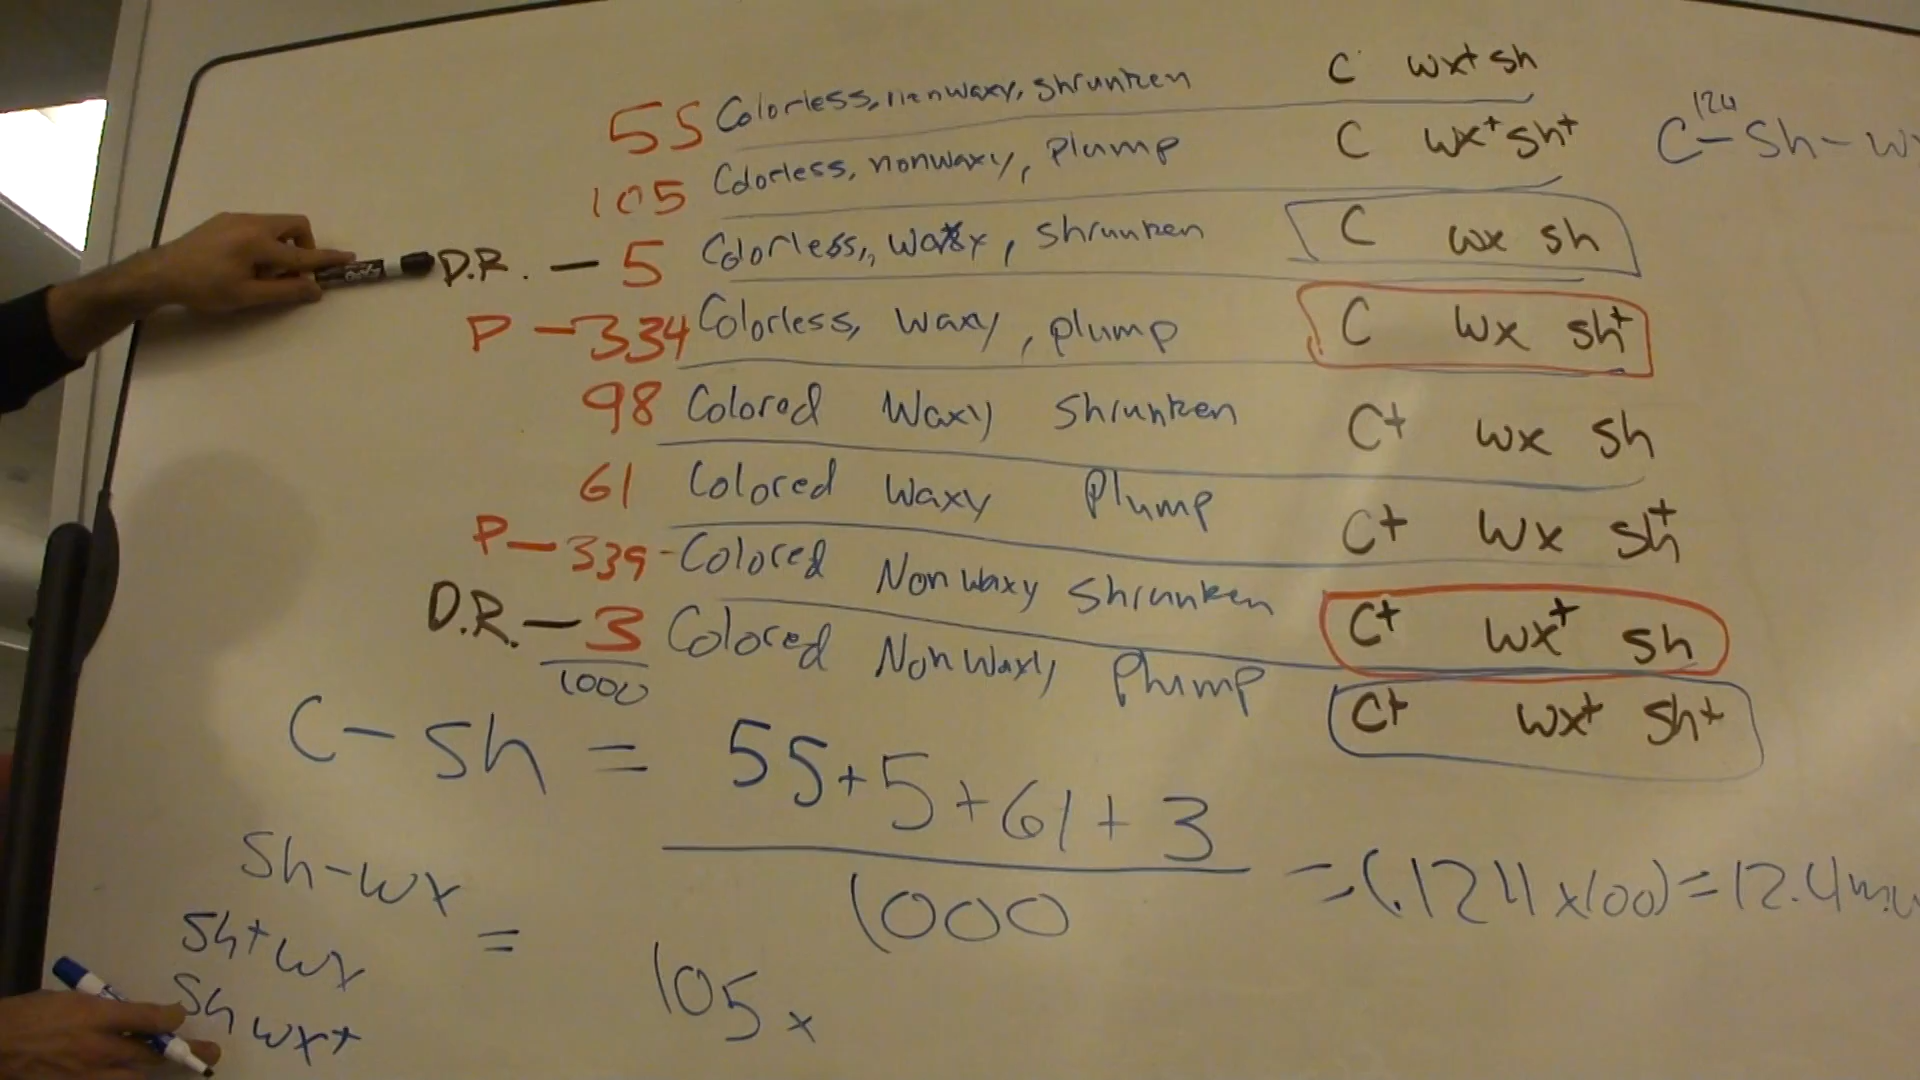 55 Colorless, nonwaxy, shrunken C wx+ sh
105 Colorless, nonwaxy, plump C wx+ sh+
D.R. — 5 Colorless, waxy, shrunken C wx sh
P — 334 Colorless, waxy, plump C wx sh+
98 Colored Waxy Shrunken C+ wx sh
61 Colored waxy Plump C+ wx sh+
P — 339 - Colored Nonwaxy Shrunken C+ wx+ sh
D.R. — 3 Colored Nonwaxy Plump C+ wx+ sh+
1000
124
C – Sh – w
C – Sh = 55 + 5 + 61 + 3
1000
= (.124 x 100) = 12.4 m.u
Sh – wx =
Sh+ wx
Sh wx+
105 +